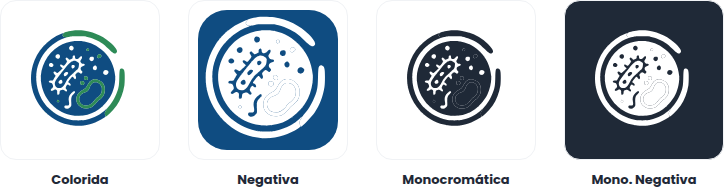 Colorida
Negativa
Monocromática
Mono. Negativa